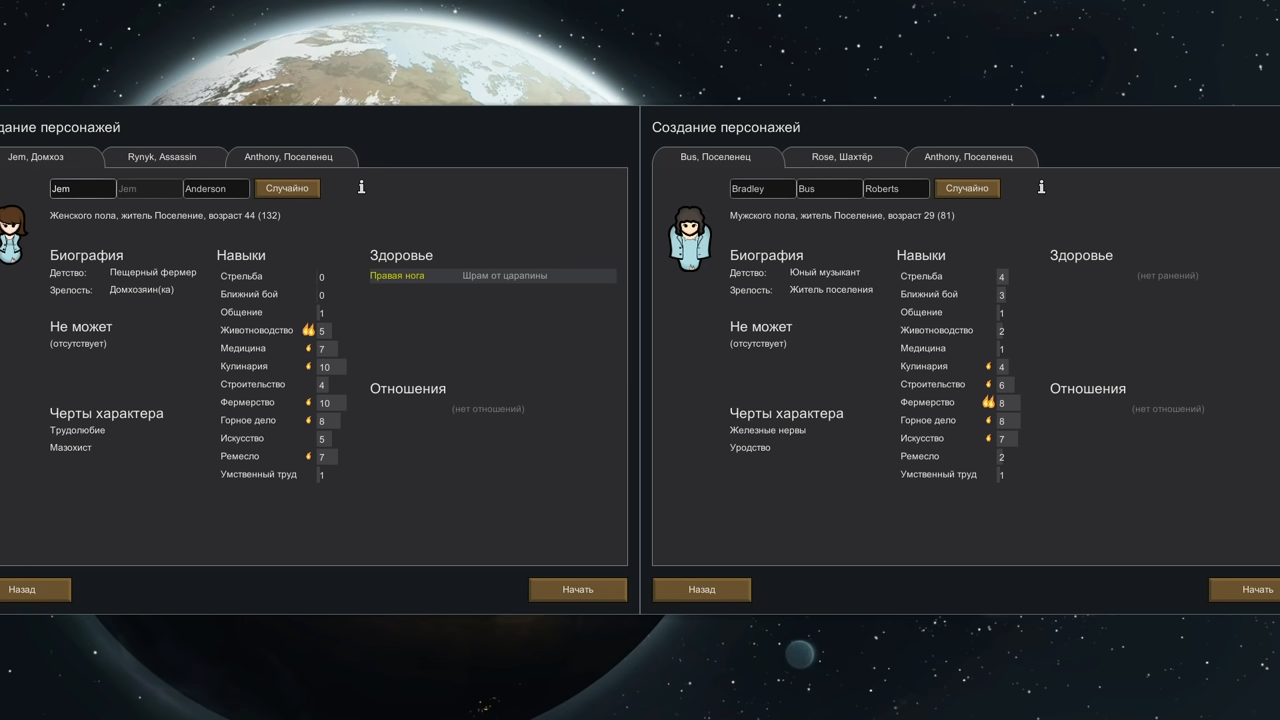 дание персонажей
Jem, Домхоз
Rynyk, Assassin
Anthony, Поселенец
Jem
Jem
Anderson
Случайно
Женского пола, житель Поселение, возраст 44 (132)
Биография
Детство: Пещерный фермер
Зрелость: Домхозяин(ка)
Не может
(отсутствует)
Черты характера
Трудолюбие
Мазохист
Навыки
Стрельба 0
Ближний бой 0
Общение 1
Животноводство 5
Медицина 7
Кулинария 10
Строительство 4
Фермерство 10
Горное дело 8
Искусство 5
Ремесло 7
Умственный труд 1
Здоровье
Правая нога Шрам от царапины
Отношения
(нет отношений)
Назад
Начать
Создание персонажей
Bus, Поселенец
Rose, Шахтёр
Anthony, Поселенец
Bradley
Bus
Roberts
Случайно
Мужского пола, житель Поселение, возраст 29 (81)
Биография
Детство: Юный музыкант
Зрелость: Житель поселения
Не может
(отсутствует)
Черты характера
Железные нервы
Уродство
Навыки
Стрельба 4
Ближний бой 3
Общение 1
Животноводство 2
Медицина 1
Кулинария 4
Строительство 6
Фермерство 8
Горное дело 8
Искусство 7
Ремесло 2
Умственный труд 1
Здоровье
(нет ранений)
Отношения
(нет отношений)
Назад
Начать